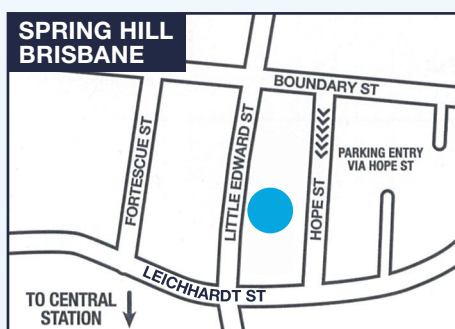 SPRING HILL
BRISBANE
BOUNDARY ST
FORTESCUE ST
LITTLE EDWARD ST
HOPE ST
PARKING ENTRY
VIA HOPE ST
LEICHHARDT ST
TO CENTRAL
STATION